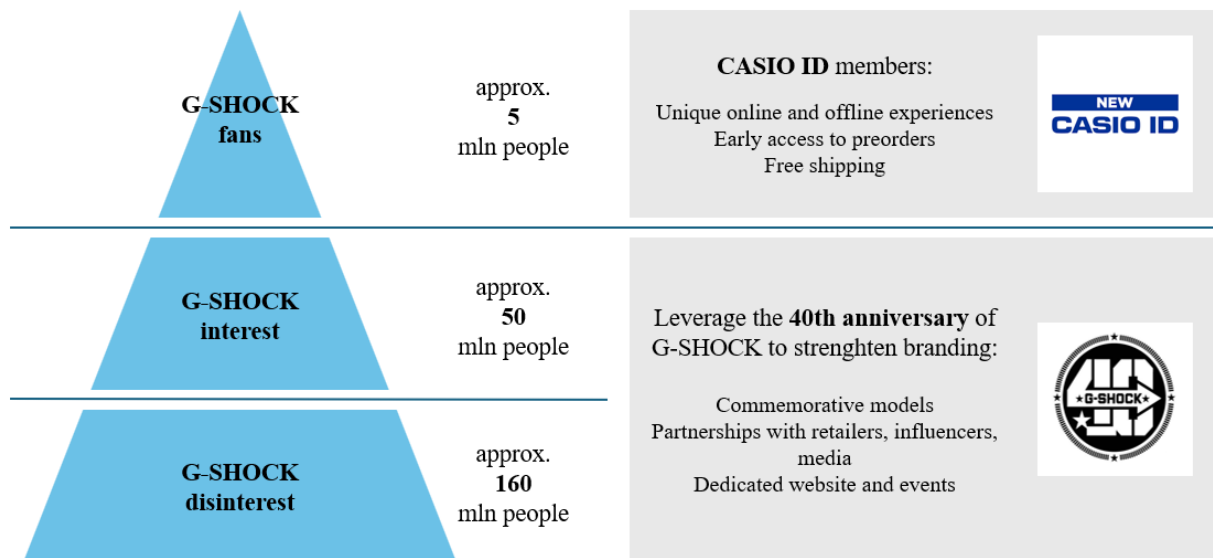 G-SHOCK
fans
approx.
5
mln people
CASIO ID members:
Unique online and offline experiences
Early access to preorders
Free shipping
NEW
CASIO ID
G-SHOCK
interest
approx.
50
mln people
G-SHOCK
disinterest
approx.
160
mln people
Leverage the 40th anniversary of
G-SHOCK to strenghten branding:
Commemorative models
Partnerships with retailers, influencers,
media
Dedicated website and events
40
G-SHOCK